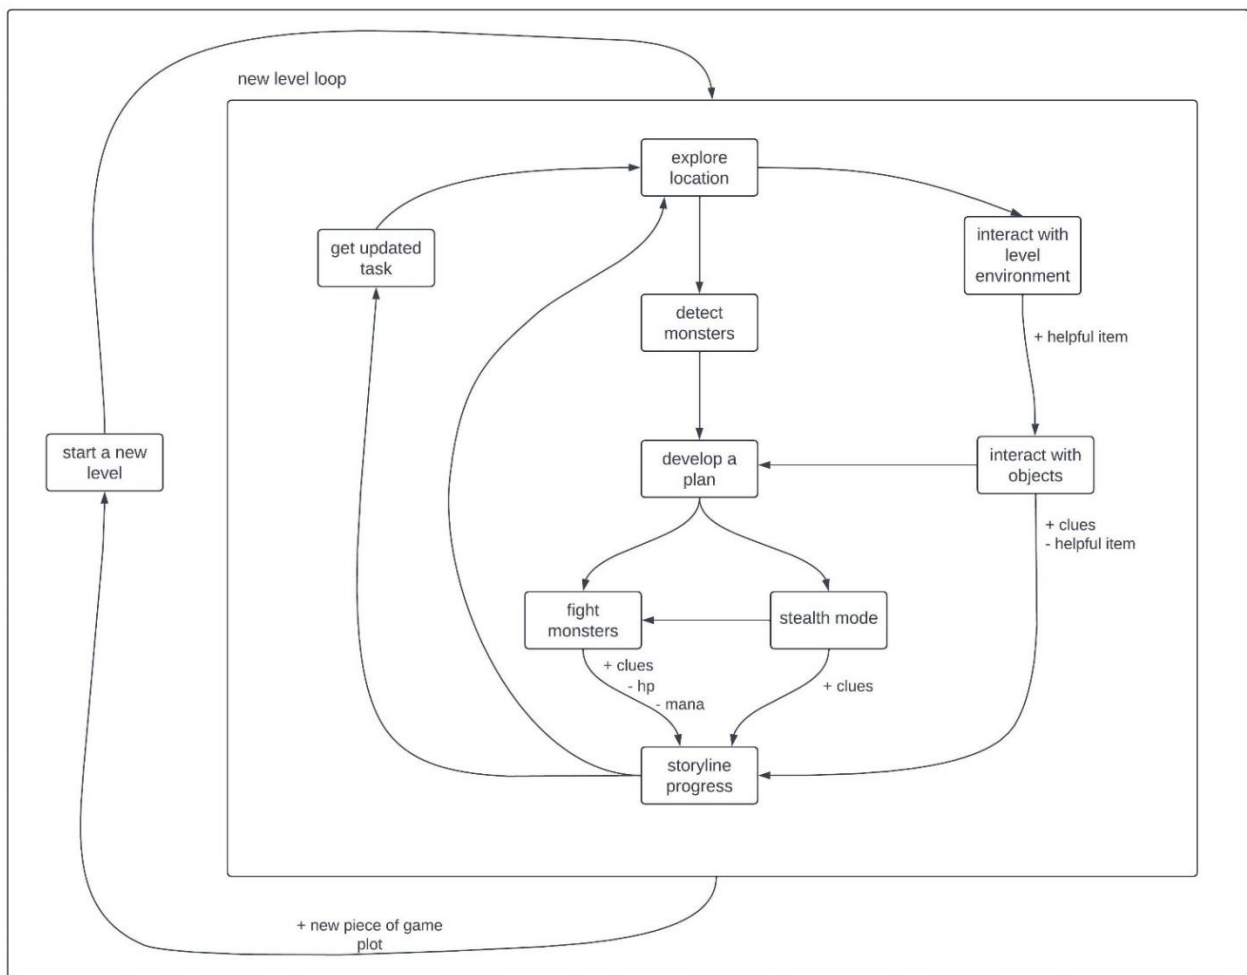 new level loop
explore
location
get updated
task
interact with
level
environment
detect
monsters
+ helpful item
start a new
level
develop a
plan
interact with
objects
+ clues
- helpful item
fight
monsters
stealth mode
+ clues
- hp
- mana
+ clues
storyline
progress
+ new piece of game
plot